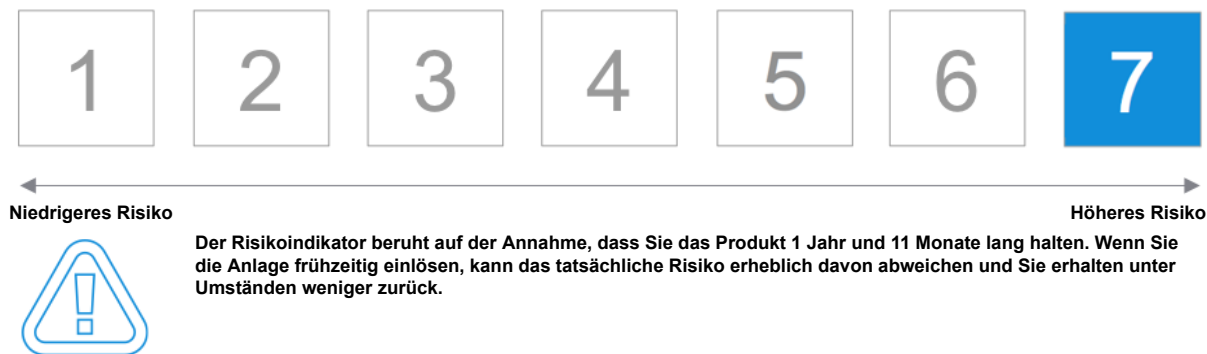 1 2 3 4 5 6 7
Niedrigeres Risiko Höheres Risiko
Der Risikoindikator beruht auf der Annahme, dass Sie das Produkt 1 Jahr und 11 Monate lang halten. Wenn Sie
die Anlage frühzeitig einlösen, kann das tatsächliche Risiko erheblich davon abweichen und Sie erhalten unter
Umständen weniger zurück.